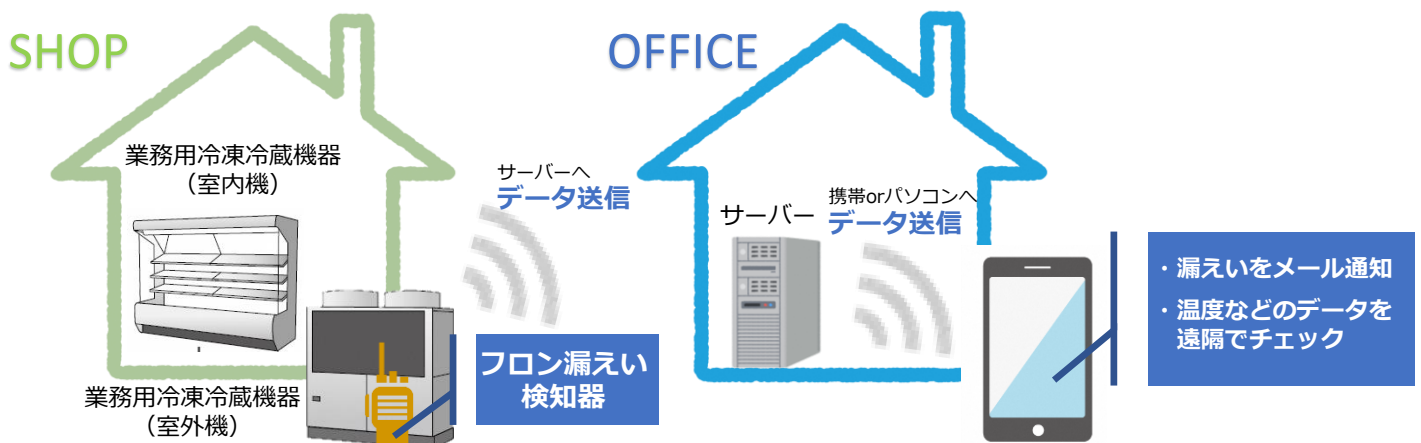 SHOP
業務用冷凍冷蔵機器
（室内機）
業務用冷凍冷蔵機器
（室外機）
フロン漏えい
検知器
サーバーへ
データ送信
OFFICE
サーバー
携帯orパソコンへ
データ送信
・漏えいをメール通知
・温度などのデータを
遠隔でチェック